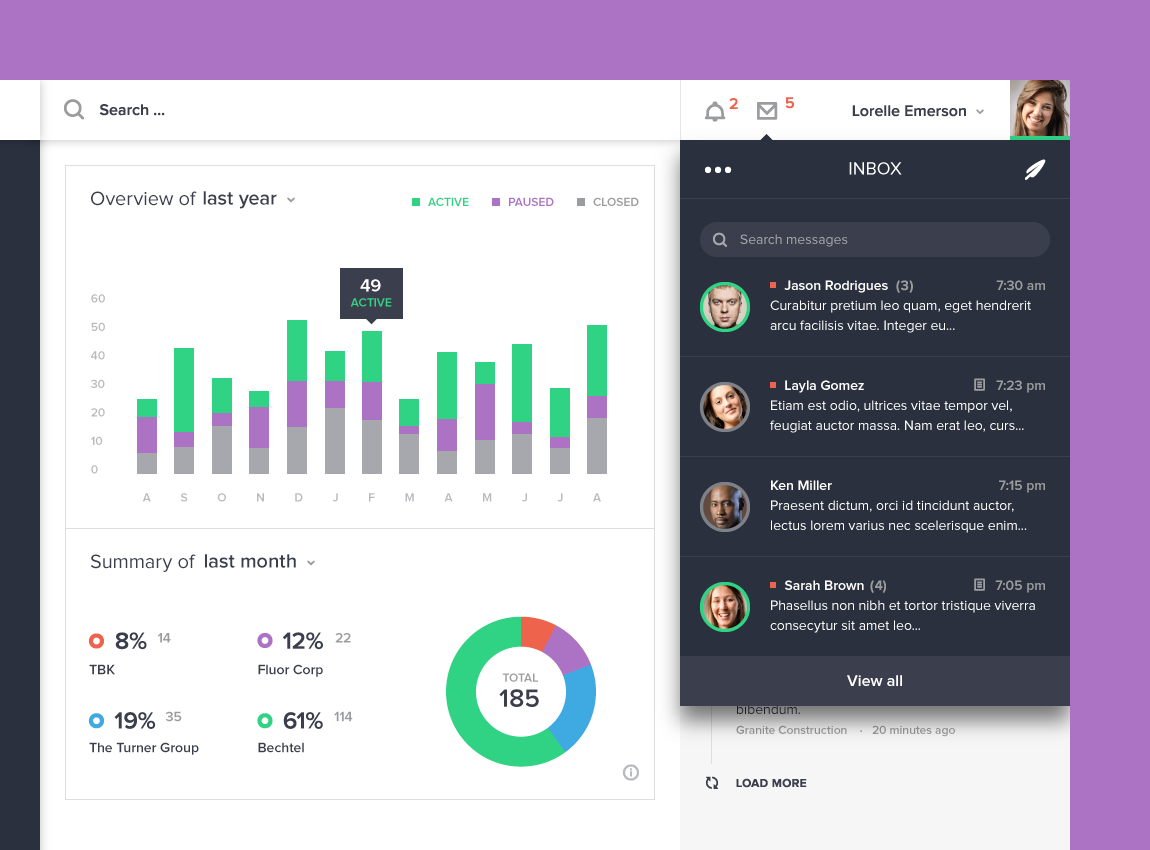 Search ...
2
5
Lorelle Emerson
Overview of last year
ACTIVE
PAUSED
CLOSED
49
ACTIVE
60
50
40
30
20
10
0
A S O N D J F M A M J J A
Summary of last month
8% 14
TBK
12% 22
Fluor Corp
19% 35
The Turner Group
61% 114
Bechtel
TOTAL
185
INBOX
Search messages
Jason Rodrigues (3) 7:30 am
Curabitur pretium leo quam, eget hendrerit
arcu facilisis vitae. Integer eu...
Layla Gomez 7:23 pm
Etiam est odio, ultrices vitae tempor vel,
feugiat auctor massa. Nam erat leo, curs...
Ken Miller 7:15 pm
Praesent dictum, orci id tincidunt auctor,
lectus lorem varius nec scelerisque enim...
Sarah Brown (4) 7:05 pm
Phasellus non nibh et tortor tristique viverra
consecytur sit amet leo...
View all
bibendum.
Granite Construction · 20 minutes ago
LOAD MORE